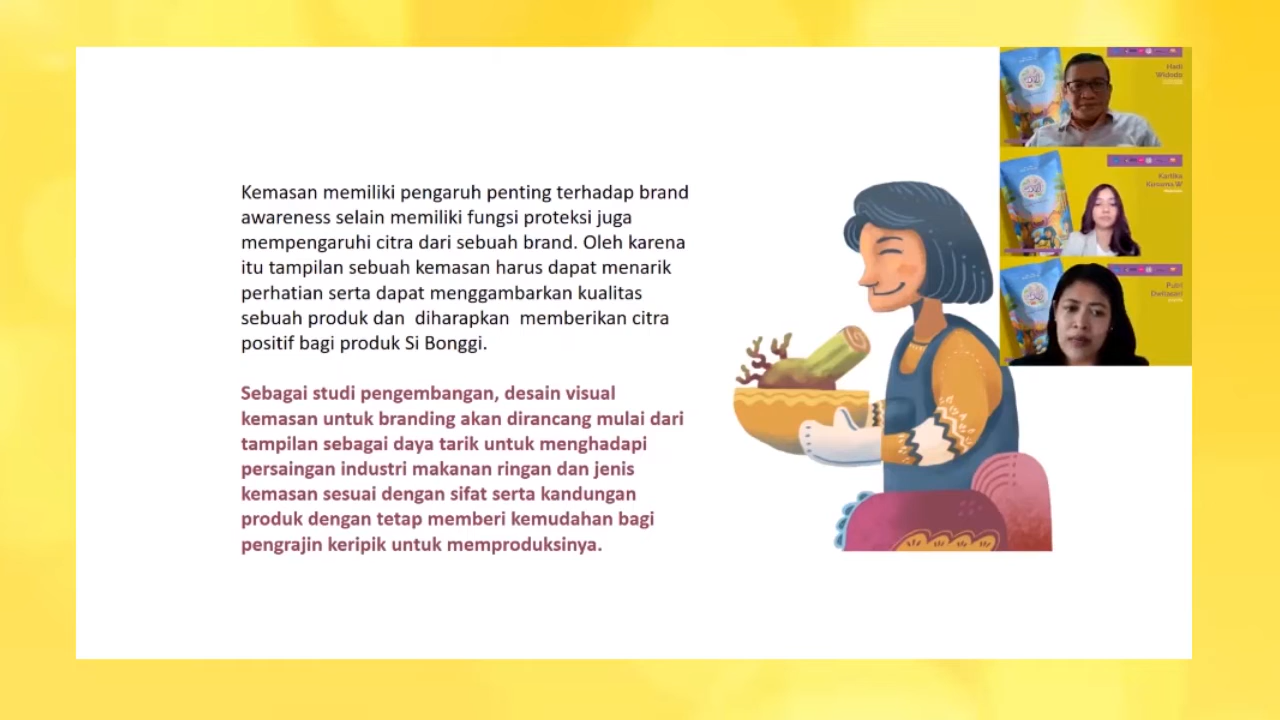 Kemasan memiliki pengaruh penting terhadap brand
awareness selain memiliki fungsi proteksi juga
mempengaruhi citra dari sebuah brand. Oleh karena
itu tampilan sebuah kemasan harus dapat menarik
perhatian serta dapat menggambarkan kualitas
sebuah produk dan  diharapkan  memberikan citra
positif bagi produk Si Bonggi.
Sebagai studi pengembangan, desain visual
kemasan untuk branding akan dirancang mulai dari
tampilan sebagai daya tarik untuk menghadapi
persaingan industri makanan ringan dan jenis
kemasan sesuai dengan sifat serta kandungan
produk dengan tetap memberi kemudahan bagi
pengrajin keripik untuk memproduksinya.
Hadi
Widodo
Kartika
Kusuma W
Putri
Dwitasari